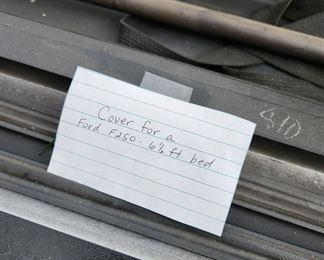 Cover for a
Ford F250 - 6½ ft bed